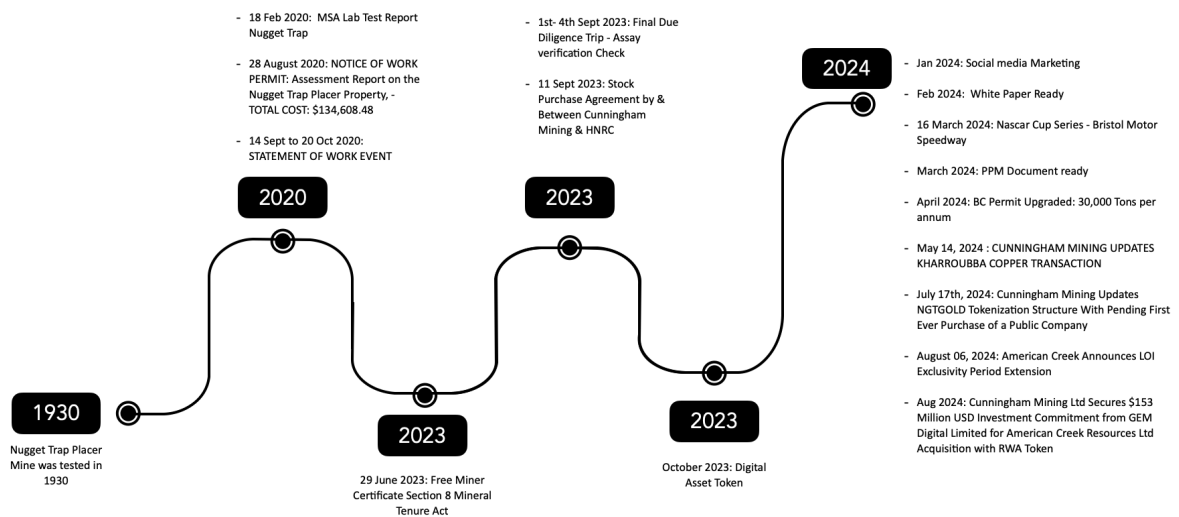 1930
Nugget Trap Placer
Mine was tested in
1930
- 18 Feb 2020: MSA Lab Test Report
Nugget Trap
- 28 August 2020: NOTICE OF WORK
PERMIT: Assessment Report on the
Nugget Trap Placer Property, -
TOTAL COST: $134,608.48
- 14 Sept to 20 Oct 2020:
STATEMENT OF WORK EVENT
2020
2023
29 June 2023: Free Miner
Certificate Section 8 Mineral
Tenure Act
- 1st- 4th Sept 2023: Final Due
Diligence Trip - Assay
verification Check
- 11 Sept 2023: Stock
Purchase Agreement by &
Between Cunningham
Mining & HNRC
2023
2023
October 2023: Digital
Asset Token
2024
- Jan 2024: Social media Marketing
- Feb 2024: White Paper Ready
- 16 March 2024: Nascar Cup Series - Bristol Motor
Speedway
- March 2024: PPM Document ready
- April 2024: BC Permit Upgraded: 30,000 Tons per
annum
- May 14, 2024 : CUNNINGHAM MINING UPDATES
KHARROUBBA COPPER TRANSACTION
- July 17th, 2024: Cunningham Mining Updates
NGTGOLD Tokenization Structure With Pending First
Ever Purchase of a Public Company
- August 06, 2024: American Creek Announces LOI
Exclusivity Period Extension
- Aug 2024: Cunningham Mining Ltd Secures $153
Million USD Investment Commitment from GEM
Digital Limited for American Creek Resources Ltd
Acquisition with RWA Token